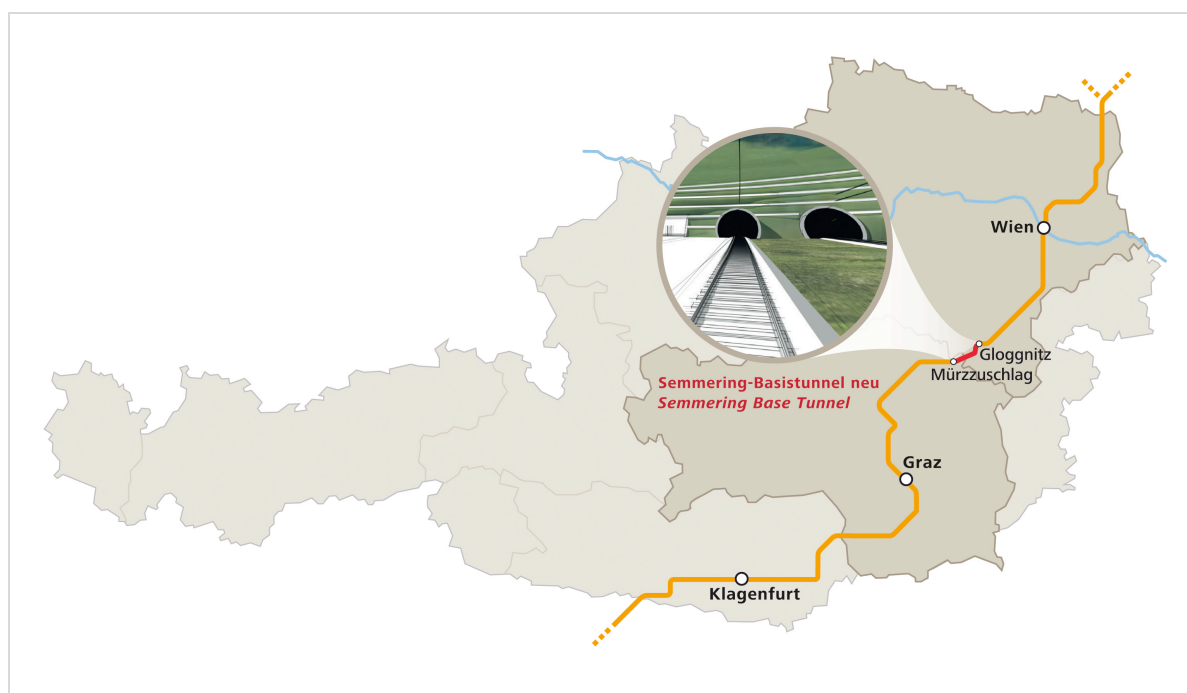 Wien
Gloggnitz
Mürzzuschlag
Semmering-Basistunnel neu
Semmering Base Tunnel
Graz
Klagenfurt